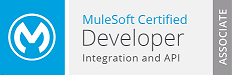 MuleSoft Certified
Developer
Integration and API
ASSOCIATE